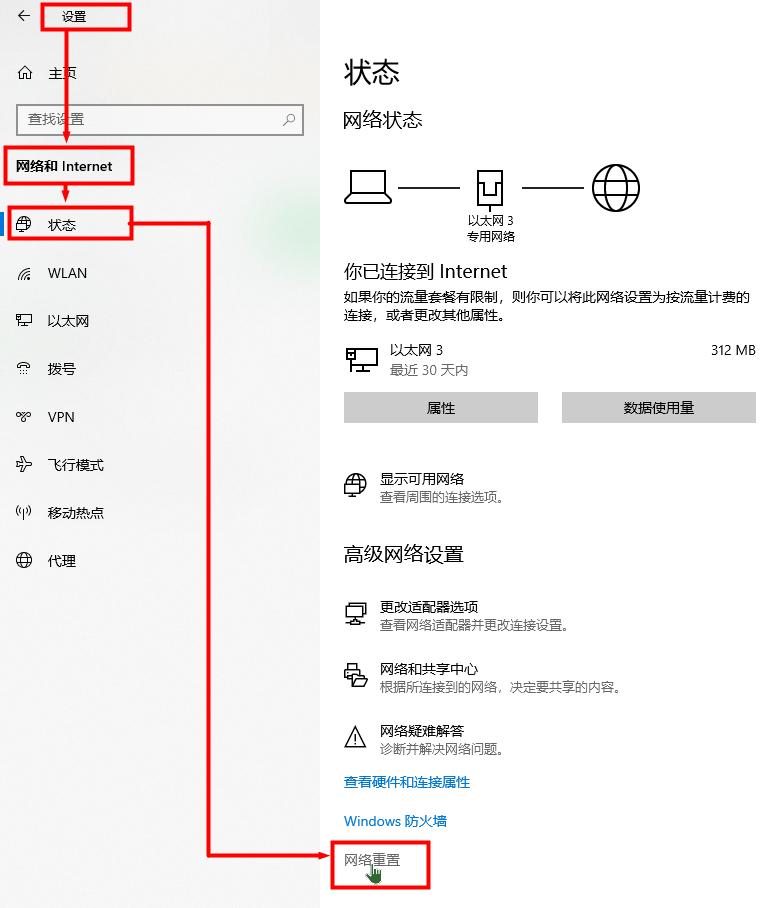 设置
主页
查找设置
网络和 Internet
状态
WLAN
以太网
拨号
VPN
飞行模式
移动热点
代理
状态
网络状态
以太网 3
专用网络
你已连接到 Internet
如果你的流量套餐有限制，则你可以将此网络设置为按流量计费的
连接，或者更改其他属性。
以太网 3
312 MB
最近 30 天内
属性
数据使用量
显示可用网络
查看周围的连接选项。
高级网络设置
更改适配器选项
查看网络适配器并更改连接设置。
网络和共享中心
根据所连接到的网络，决定要共享的内容。
网络疑难解答
诊断并解决网络问题。
查看硬件和连接属性
Windows 防火墙
网络重置